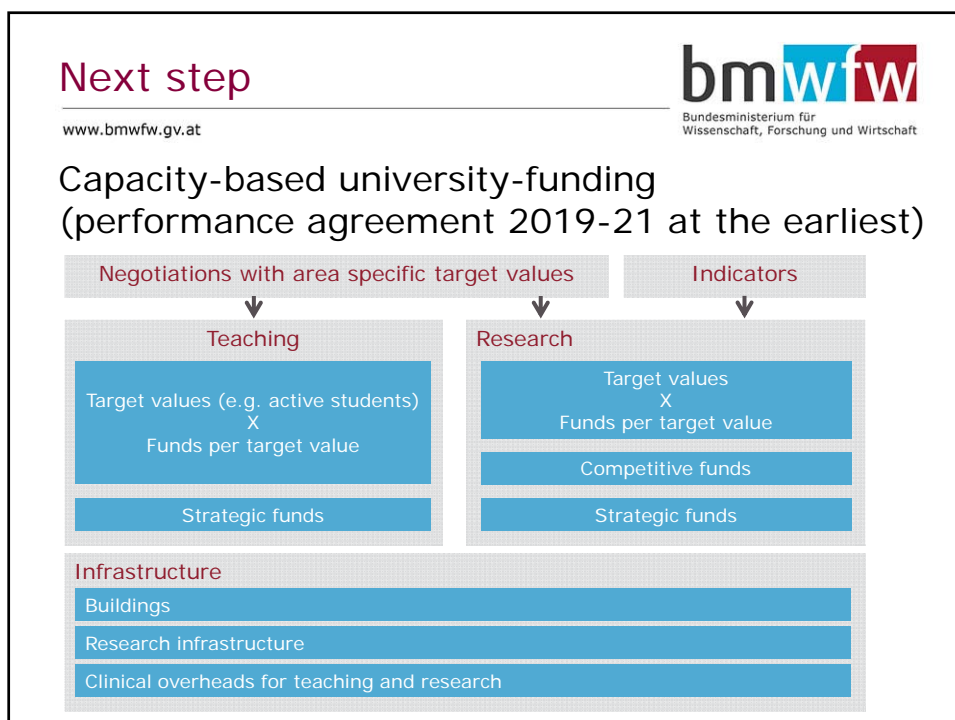 Next step
bmwfw
www.bmwfw.gv.at
Bundesministerium für
Wissenschaft, Forschung und Wirtschaft
Capacity-based university-funding
(performance agreement 2019-21 at the earliest)
Negotiations with area specific target values
Indicators
Teaching
Target values (e.g. active students)
X
Funds per target value
Strategic funds
Research
Target values
X
Funds per target value
Competitive funds
Strategic funds
Infrastructure
Buildings
Research infrastructure
Clinical overheads for teaching and research